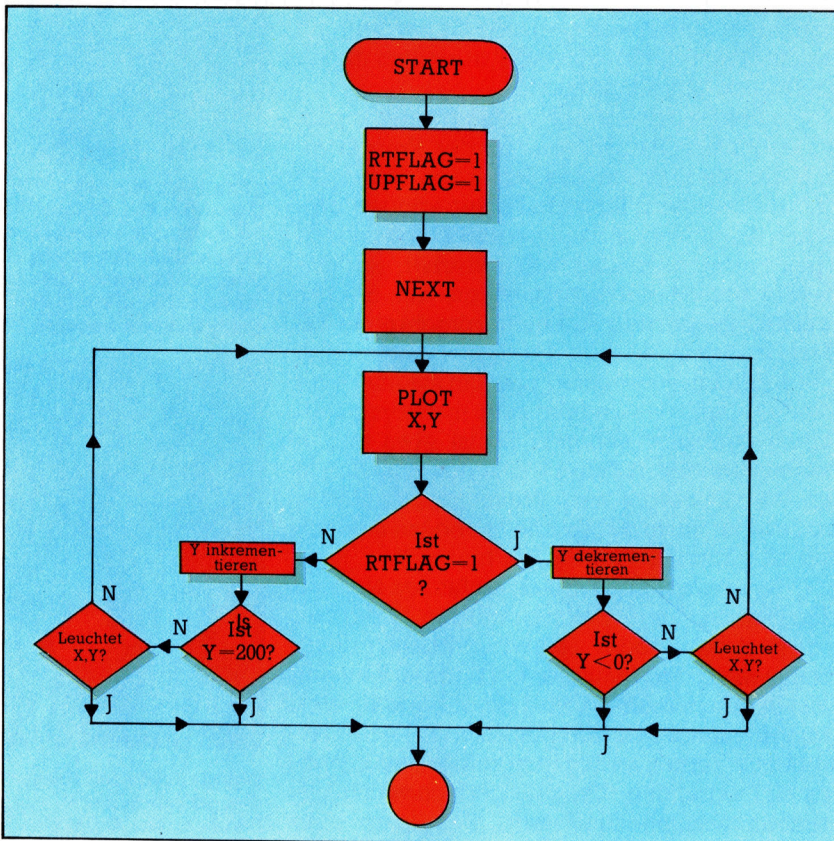 START
RTFLAG=1
UPFLAG=1
NEXT
PLOT
X,Y
Ist
RTFLAG=1
?
N
J
Y inkremen-
tieren
Y dekremen-
tieren
N
Leuchtet
X,Y?
N
Is
Ist
Y=200?
Ist
Y<0?
N
N
Leuchtet
X,Y?
J
J
J
J